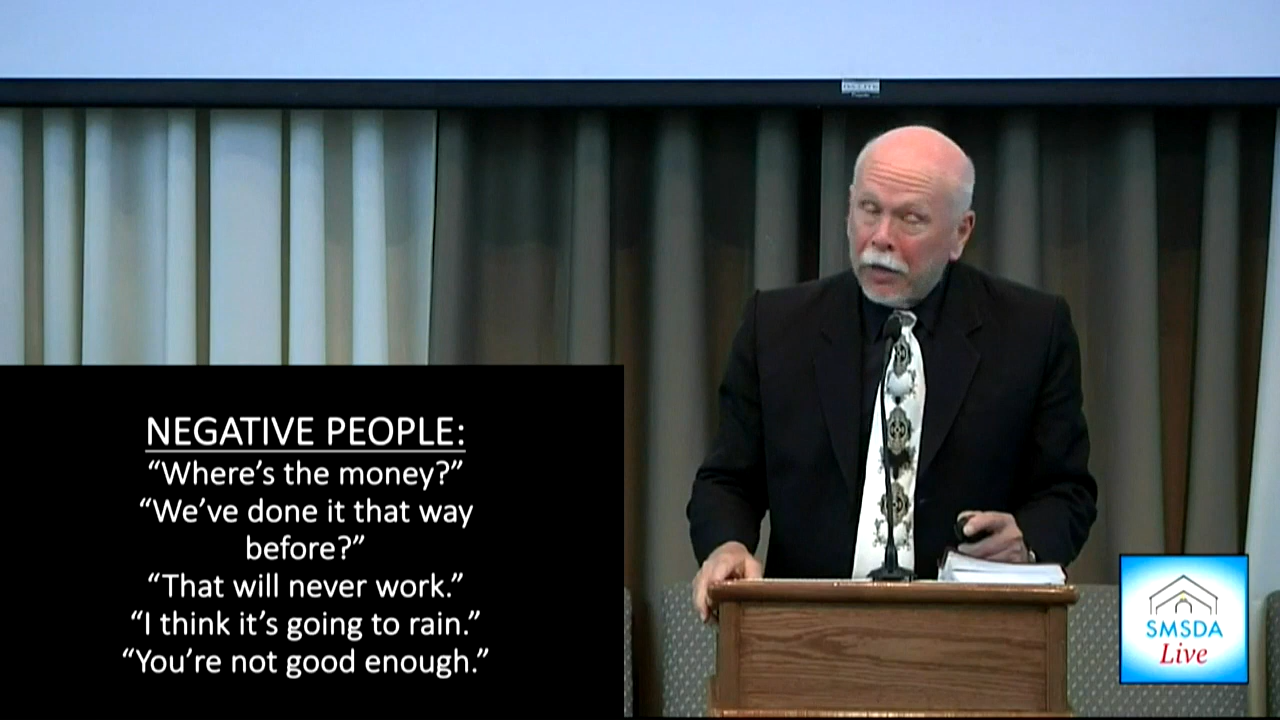 NEGATIVE PEOPLE:
“Where’s the money?”
“We’ve done it that way
before?”
“That will never work.”
“I think it’s going to rain.”
“You’re not good enough.”
SMSDA
Live